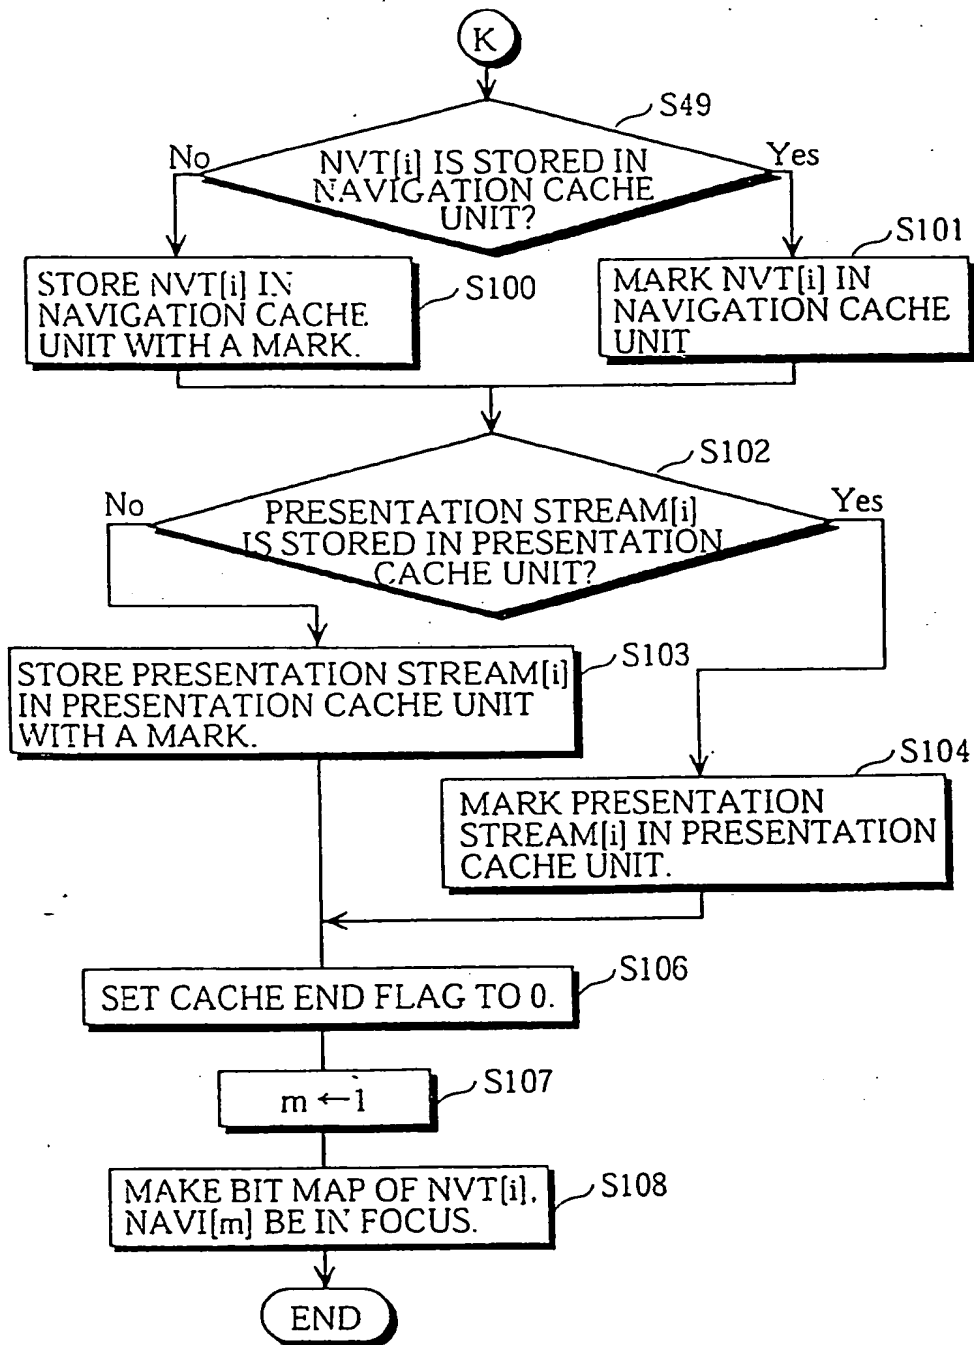 K
S49
No
Yes
NVT[i] IS STORED IN
NAVIGATION CACHE
UNIT?
S101
STORE NVT[i] IN
NAVIGATION CACHE
UNIT WITH A MARK.
S100
MARK NVT[i] IN
NAVIGATION CACHE
UNIT
S102
No
Yes
PRESENTATION STREAM[i]
IS STORED IN PRESENTATION
CACHE UNIT?
S103
STORE PRESENTATION STREAM[i]
IN PRESENTATION CACHE UNIT
WITH A MARK.
S104
MARK PRESENTATION
STREAM[i] IN PRESENTATION
CACHE UNIT.
S106
SET CACHE END FLAG TO 0.
S107
m ← i
S108
MAKE BIT MAP OF NVT[i],
NAVI[m] BE IN FOCUS.
END